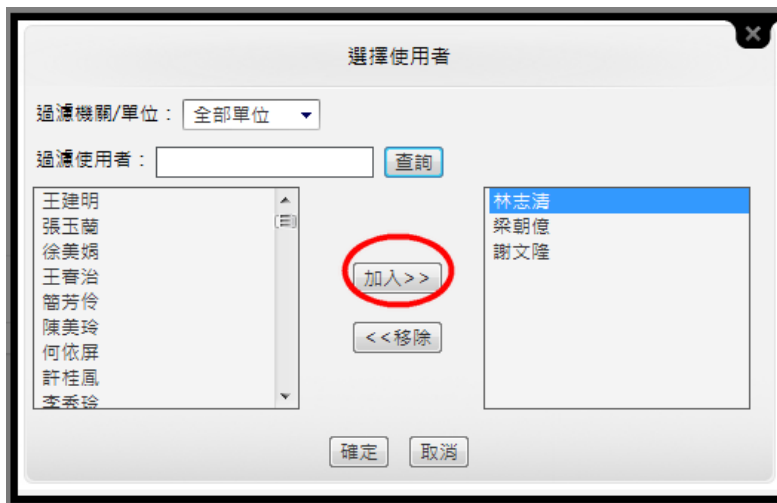 選擇使用者
過濾機關/單位： 全部單位
過濾使用者： 查詢
王建明
張玉蘭
徐美娟
王春治
簡芳伶
陳美玲
何依屏
許桂鳳
李秀玲
加入>>
<<移除
林志清
梁朝億
謝文隆
確定 取消